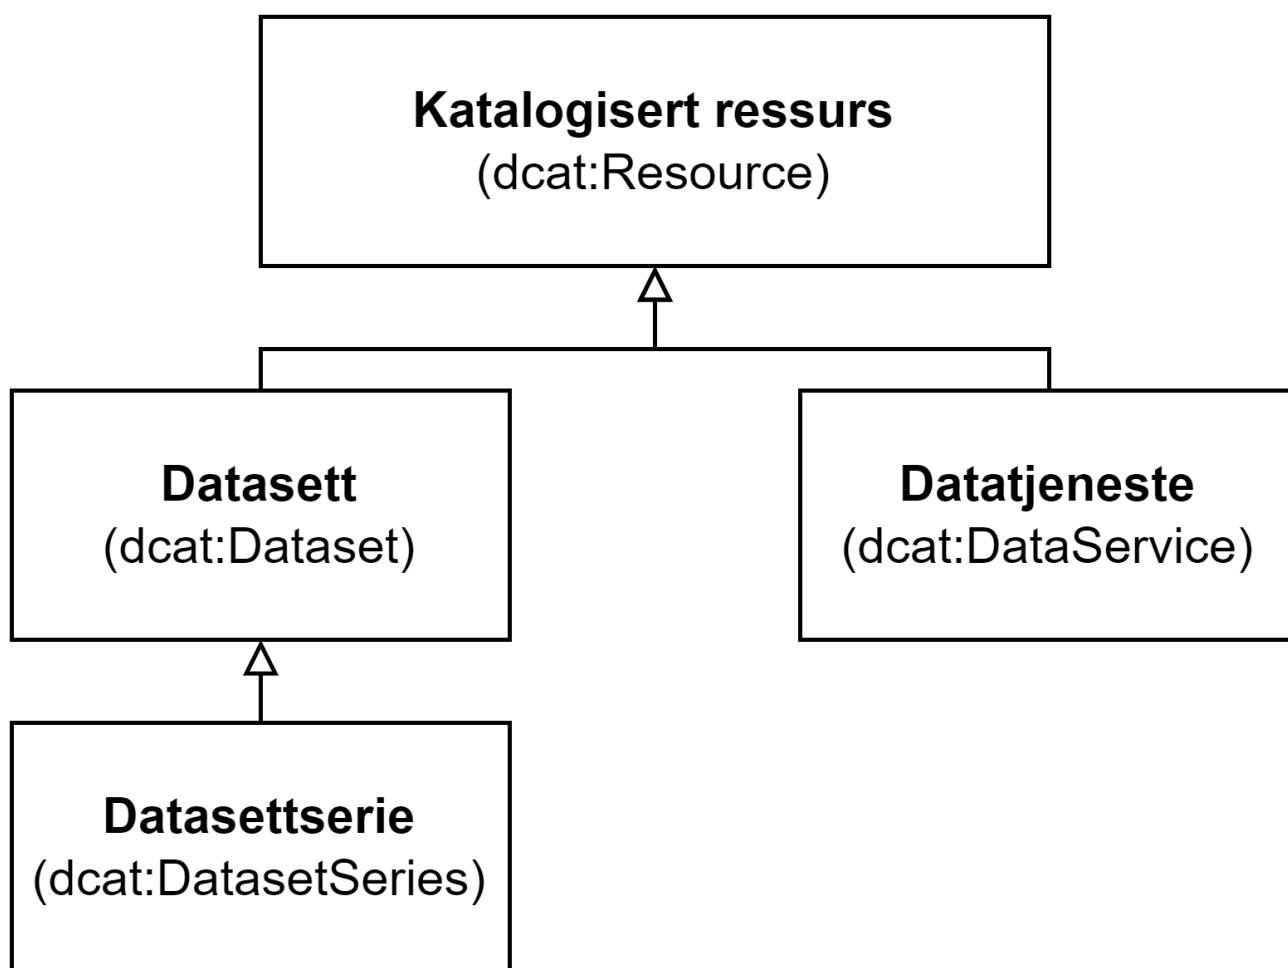 Katalogisert ressurs
(dcat:Resource)
Datasett
(dcat:Dataset)
Datatjeneste
(dcat:DataService)
Datasettserie
(dcat:DatasetSeries)